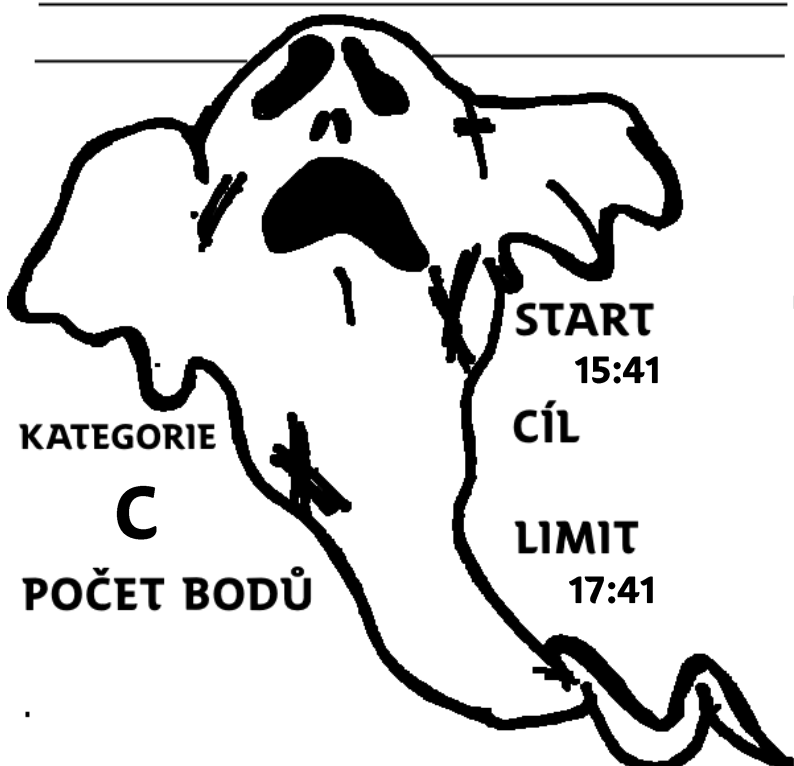 START
15:41
CÍL
KATEGORIE
C
LIMIT
17:41
POČET BODŮ